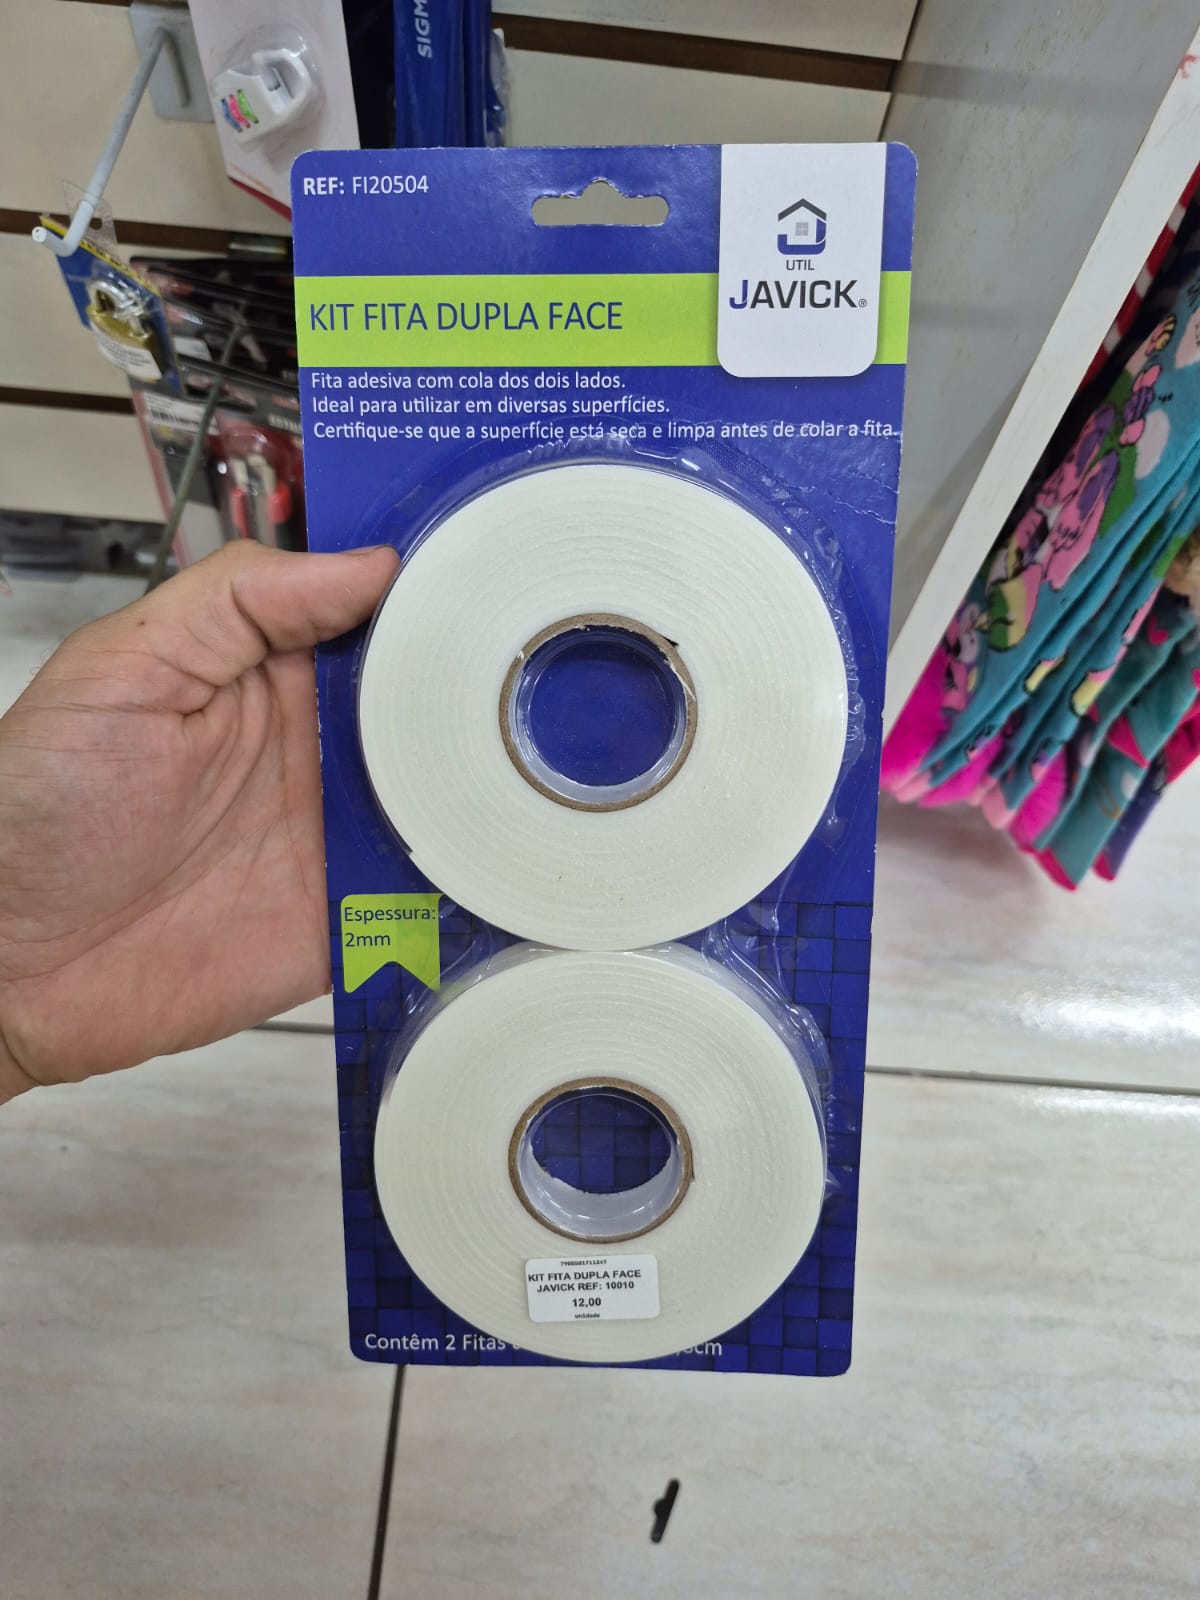 SIGM
REF: FI20504
UTIL
JAVICK®
KIT FITA DUPLA FACE
Fita adesiva com cola dos dois lados.
Ideal para utilizar em diversas superfícies.
Certifique-se que a superfície está seca e limpa antes de colar a fita.
Espessura:
2mm
KIT FITA DUPLA FACE
JAVICK REF: 10010
12,00
unidade
Contêm 2 Fitas